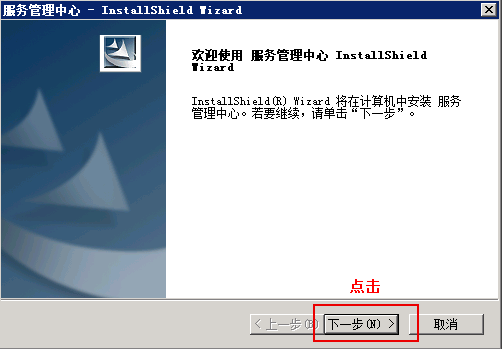 服务管理中心 - InstallShield Wizard
欢迎使用 服务管理中心 InstallShield
Wizard
InstallShield(R) Wizard 将在计算机中安装 服务
管理中心。若要继续，请单击“下一步”。
点击
< 上一步(B) 下一步(N) > 取消